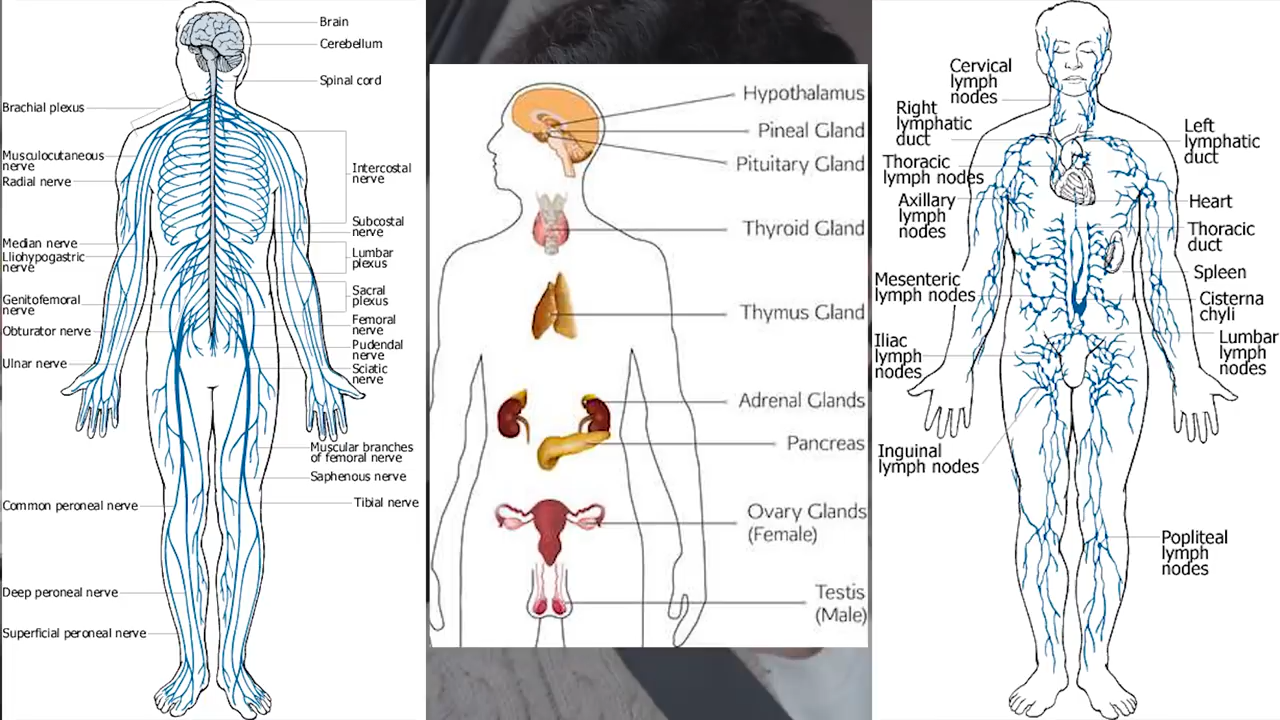 Brain
Cerebellum
Spinal cord
Brachial plexus
Musculocutaneous
nerve
Radial nerve
Intercostal
nerve
Subcostal
nerve
Median nerve
Lliohypogastric
nerve
Lumbar
plexus
Genitofemoral
nerve
Sacral
plexus
Obturator nerve
Femoral
nerve
Pudendal
nerve
Ulnar nerve
Sciatic
nerve
Muscular branches
of femoral nerve
Saphenous nerve
Common peroneal nerve
Tibial nerve
Deep peroneal nerve
Superficial peroneal nerve
Hypothalamus
Pineal Gland
Pituitary Gland
Thyroid Gland
Thymus Gland
Adrenal Glands
Pancreas
Ovary Glands
(Female)
Testis
(Male)
Cervical
lymph
nodes
Right
lymphatic
duct
Left
lymphatic
duct
Thoracic
lymph nodes
Axillary
lymph
nodes
Heart
Thoracic
duct
Spleen
Mesenteric
lymph nodes
Cisterna
chyli
Iliac
lymph
nodes
Lumbar
lymph
nodes
Inguinal
lymph nodes
Popliteal
lymph
nodes